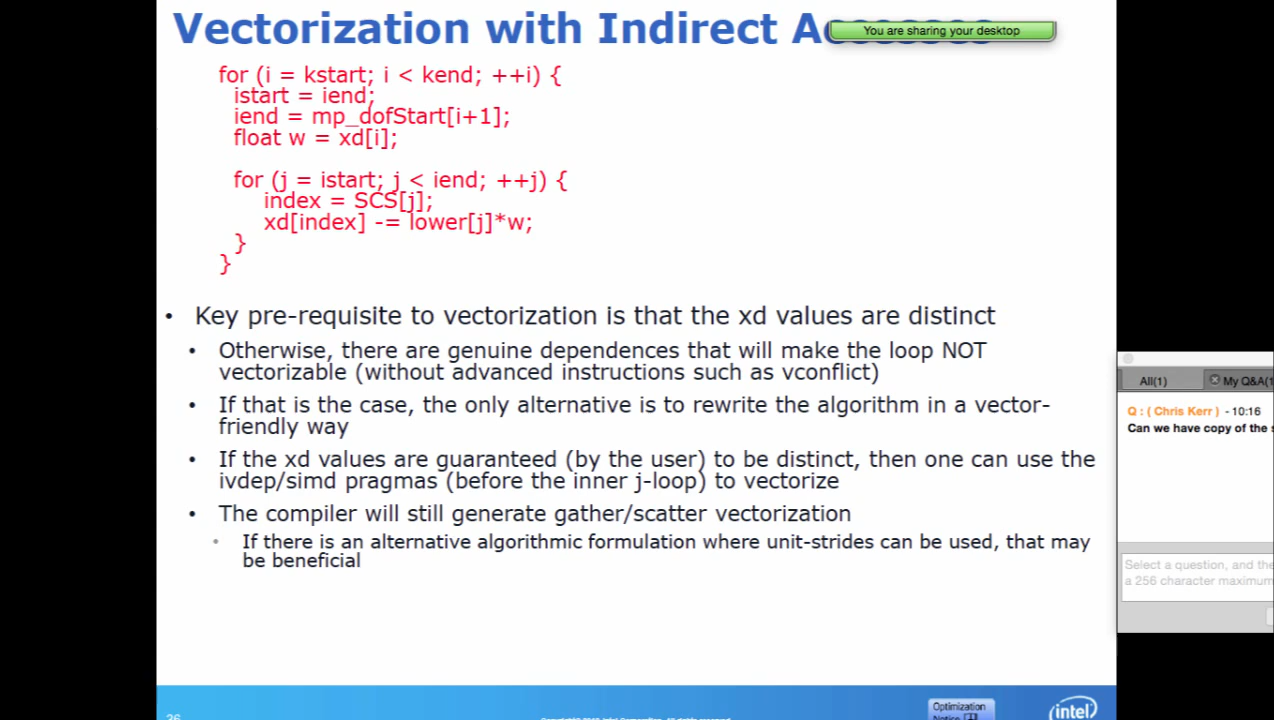 Vectorization with Indirect
You are sharing your desktop
for (i = kstart; i < kend; ++i) {
istart = iend;
iend = mp_dofStart[i+1];
float w = xd[i];
for (j = istart; j < iend; ++j) {
index = SCS[j];
xd[index] -= lower[j]*w;
}
}
• Key pre-requisite to vectorization is that the xd values are distinct
• Otherwise, there are genuine dependences that will make the loop NOT
vectorizable (without advanced instructions such as vconflict)
• If that is the case, the only alternative is to rewrite the algorithm in a vector-
friendly way
• If the xd values are guaranteed (by the user) to be distinct, then one can use the
ivdep/simd pragmas (before the inner j-loop) to vectorize
• The compiler will still generate gather/scatter vectorization
• If there is an alternative algorithmic formulation where unit-strides can be used, that may
be beneficial
All(1)
My Q&A(1
Q : ( Chris Kerr ) - 10:16
Can we have copy of the s
Select a question, and the
a 256 character maximum
26
Optimization
Notice
intel